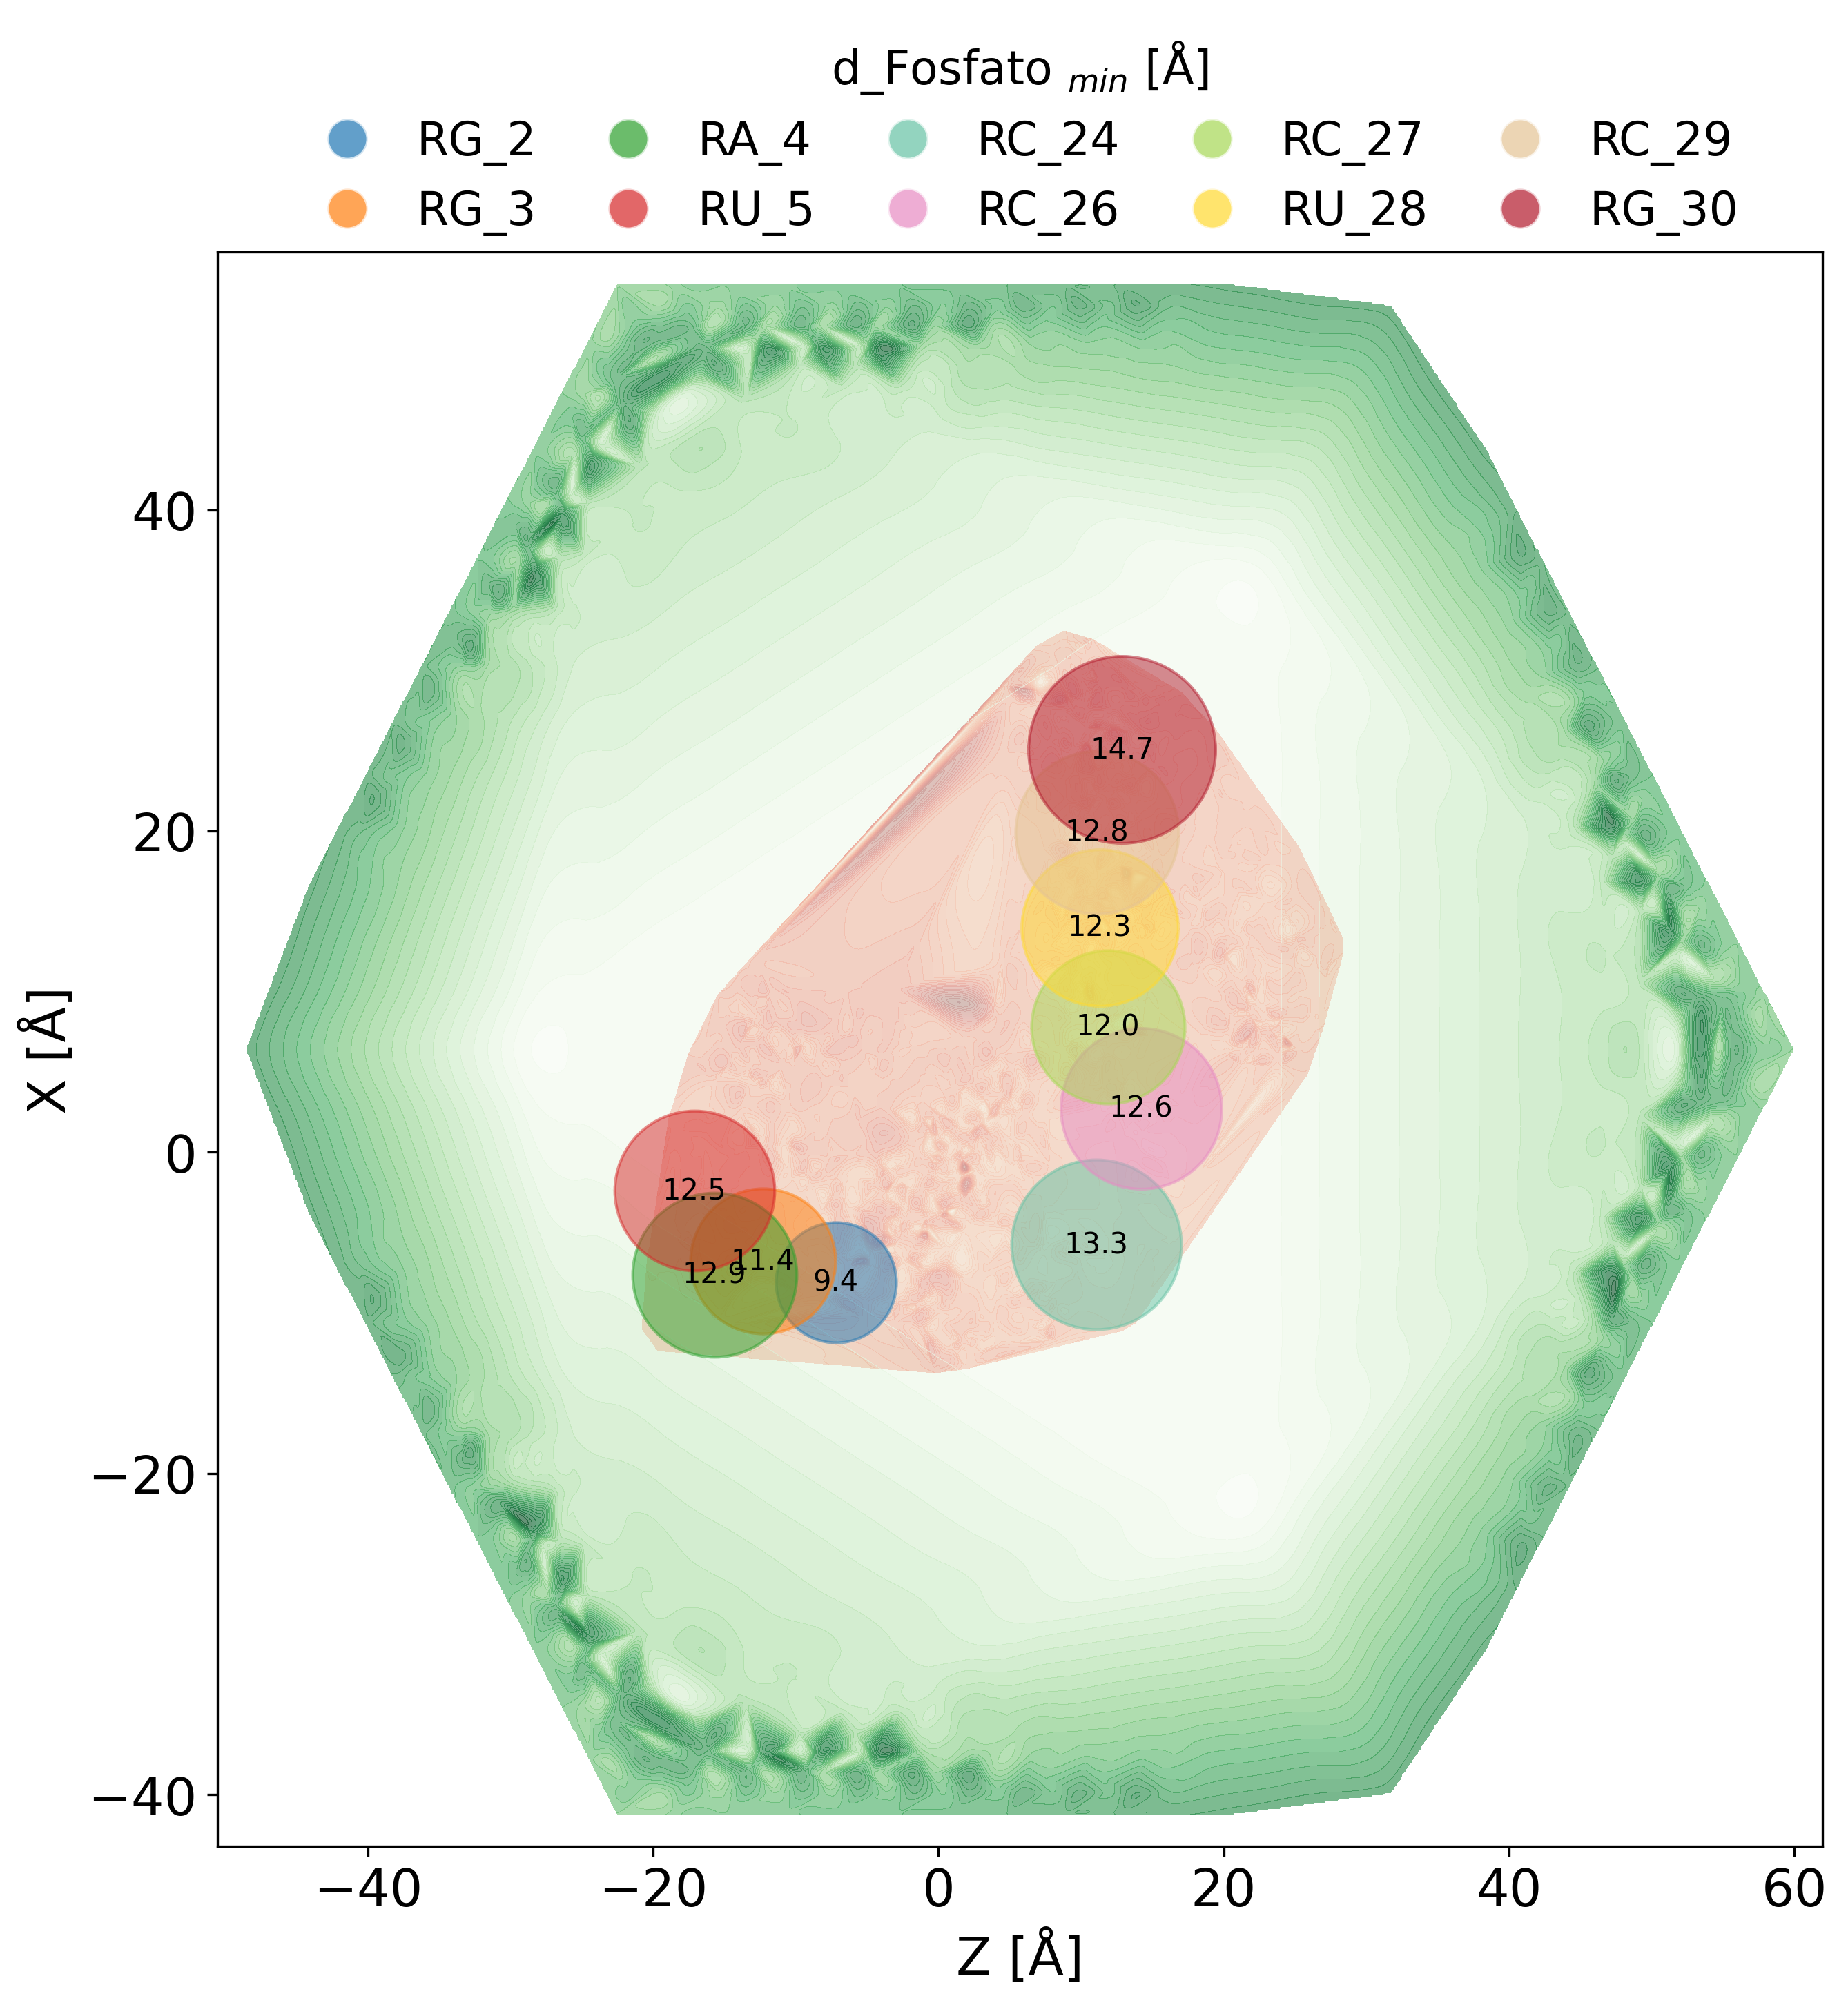 d_Fosfato min [Å]
RG_2 RA_4 RC_24 RC_27 RC_29
RG_3 RU_5 RC_26 RU_28 RG_30
X [Å]
40
20
0
−20
−40
14.7
12.8
12.3
12.0
12.6
12.5
13.3
11.4
12.9
9.4
−40 −20 0 20 40 60
Z [Å]